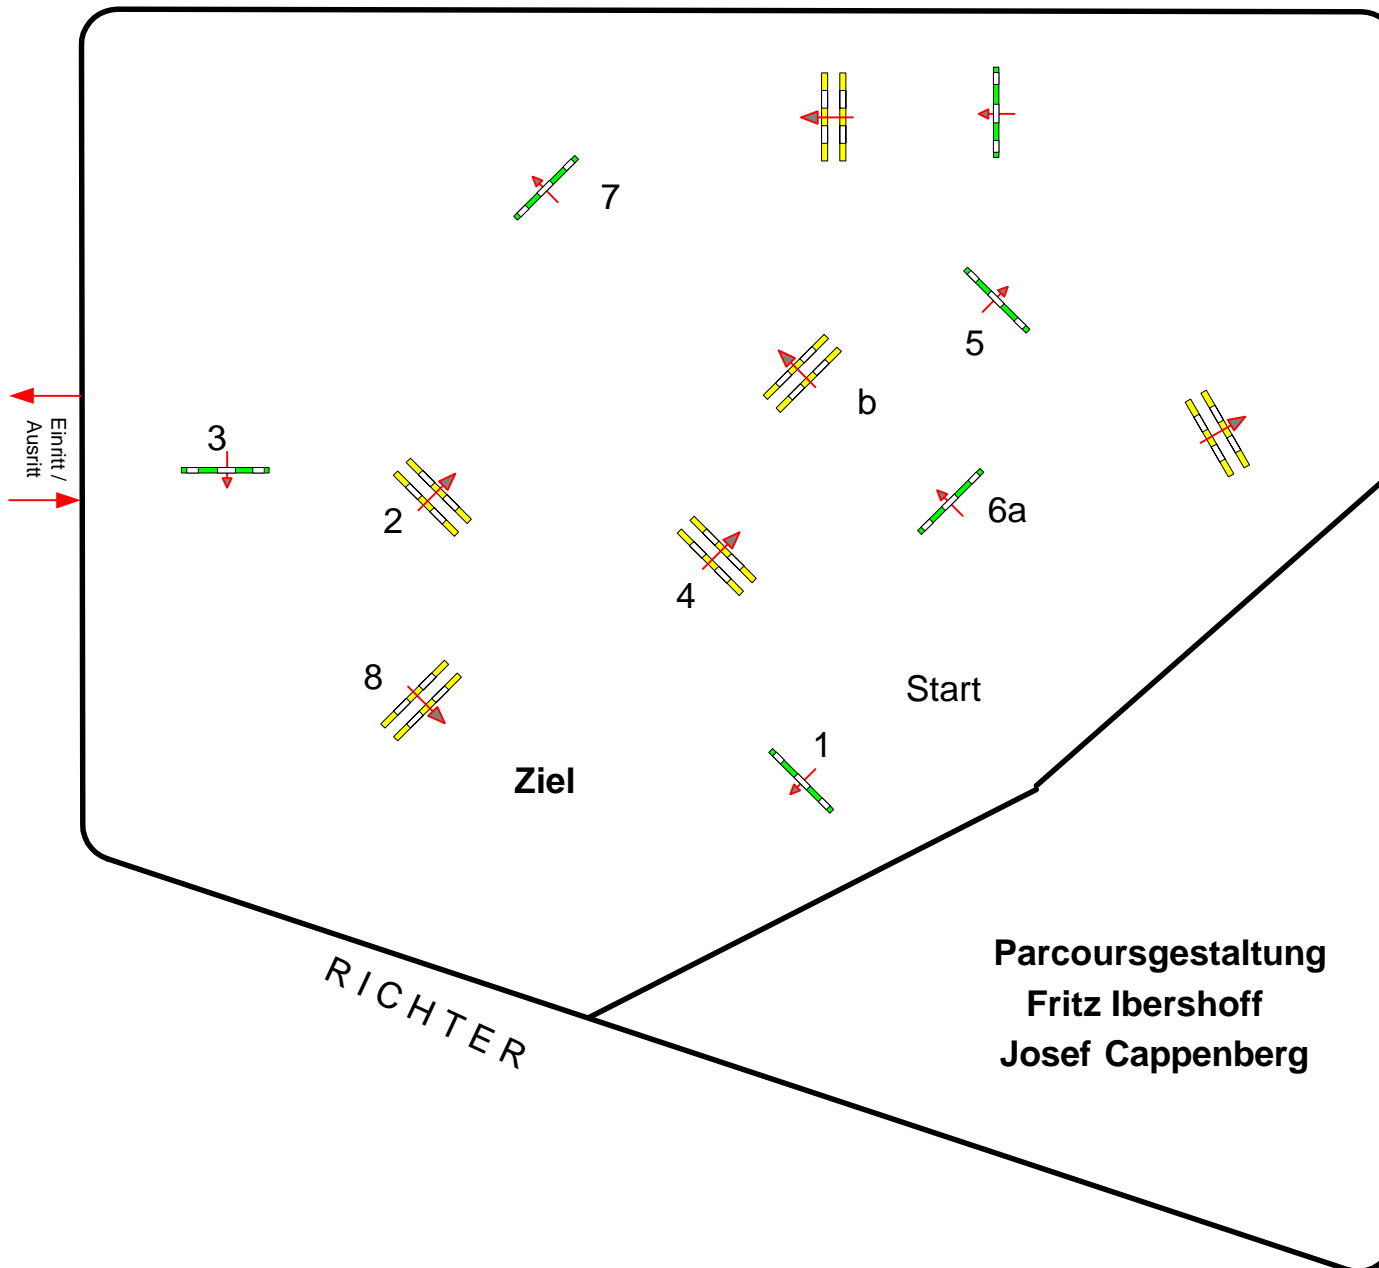 7
5
b
Einritt /
Ausritt
3
2
6a
4
8
Start
1
Ziel
RICHTER
Parcoursgestaltung
Fritz Ibershoff
Josef Cappenberg